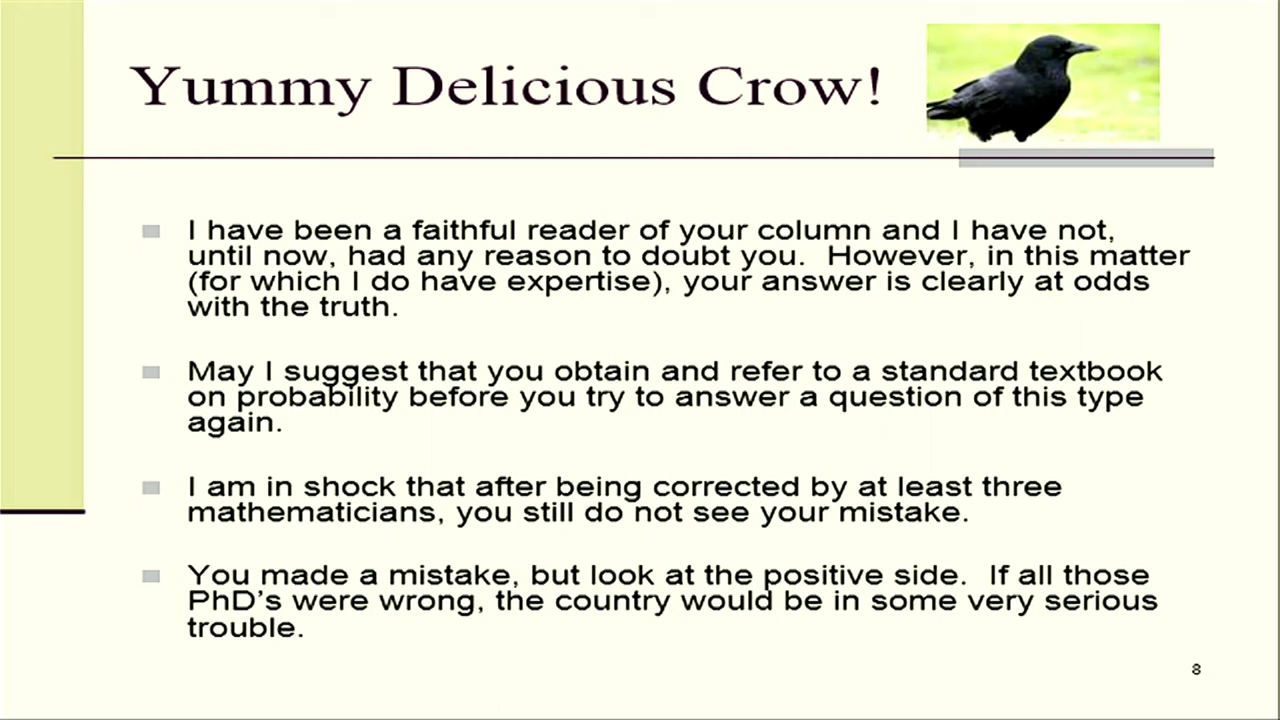 Yummy Delicious Crow!
I have been a faithful reader of your column and I have not,
until now, had any reason to doubt you.  However, in this matter
(for which I do have expertise), your answer is clearly at odds
with the truth.
May I suggest that you obtain and refer to a standard textbook
on probability before you try to answer a question of this type
again.
I am in shock that after being corrected by at least three
mathematicians, you still do not see your mistake.
You made a mistake, but look at the positive side.  If all those
PhD's were wrong, the country would be in some very serious
trouble.
8